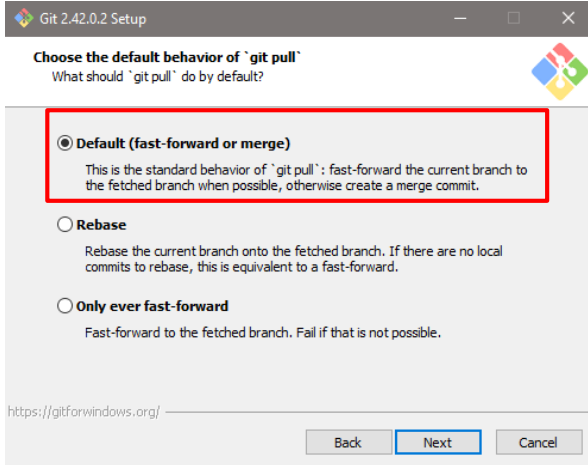 Git 2.42.0.2 Setup
Choose the default behavior of `git pull`
What should `git pull` do by default?
Default (fast-forward or merge)
This is the standard behavior of `git pull`: fast-forward the current branch to
the fetched branch when possible, otherwise create a merge commit.
Rebase
Rebase the current branch onto the fetched branch. If there are no local
commits to rebase, this is equivalent to a fast-forward.
Only ever fast-forward
Fast-forward to the fetched branch. Fail if that is not possible.
https://gitforwindows.org/
Back Next Cancel